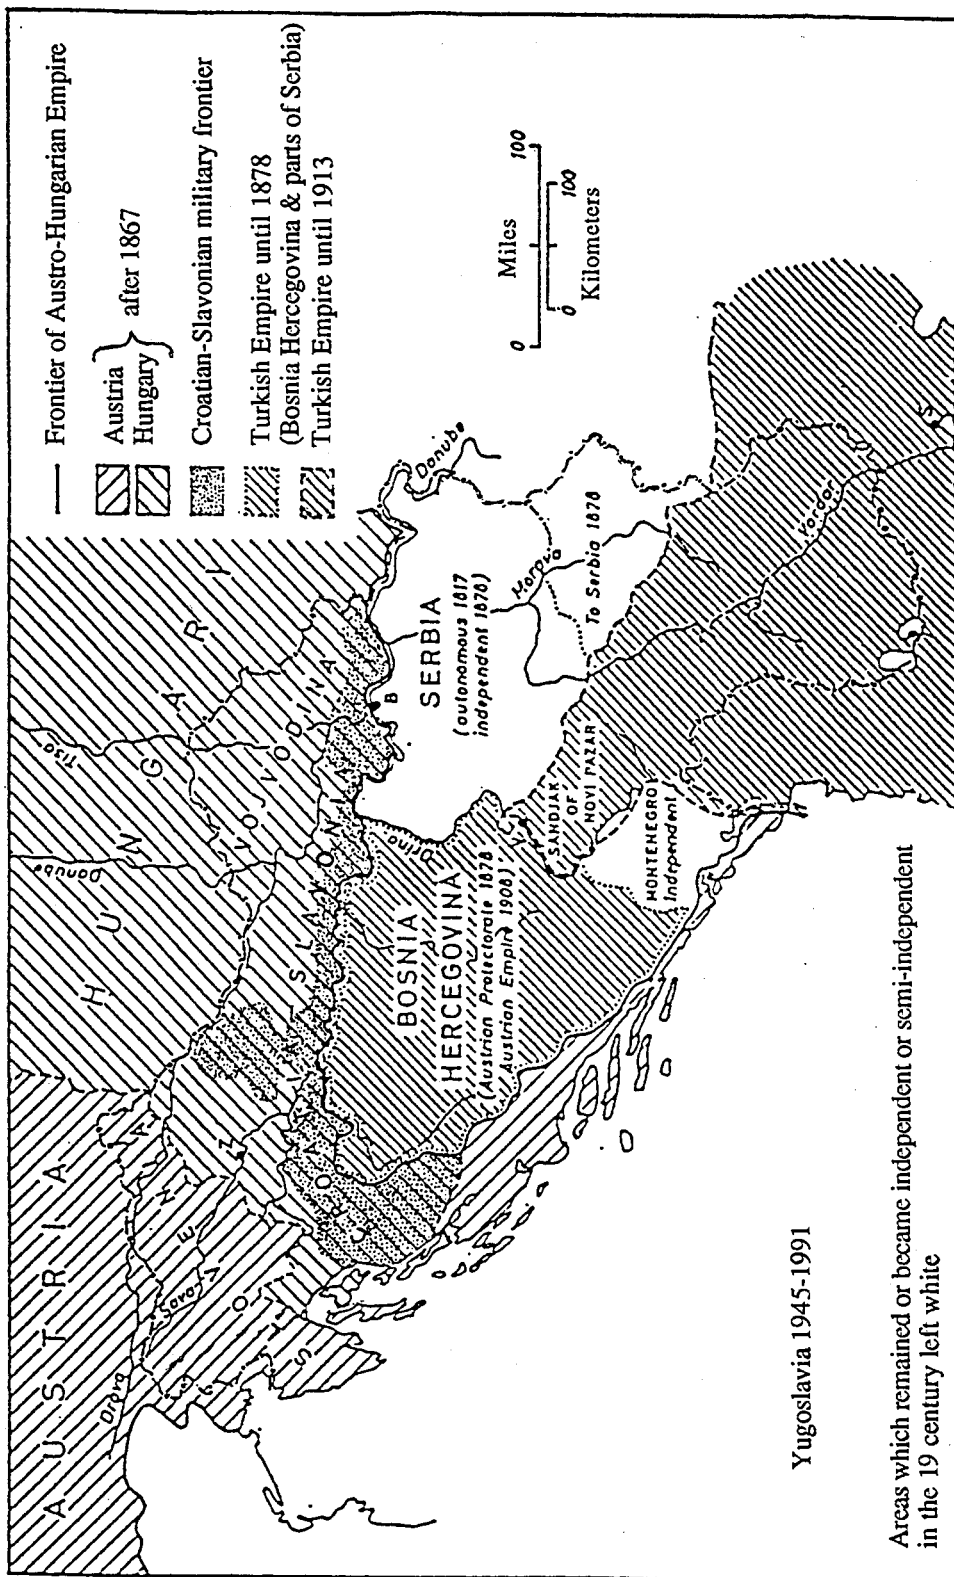 Frontier of Austro-Hungarian Empire
Austria
Hungary
after 1867
Croatian-Slavonian military frontier
Turkish Empire until 1878
(Bosnia Hercegovina & parts of Serbia)
Turkish Empire until 1913
Miles
0 100
0 100
Kilometers
AUSTRIA
HUNGARY
SLOVENIA
CROATIA-SLAVONIA
VOJVODINA
Drava
Sava
Danube
Tisa
Z
B
Danube
Drina
SERBIA
(autonomous 1817
independent 1878)
Morava
To Serbia 1878
BOSNIA
HERCEGOVINA
(Austrian Protectorate 1878
Austrian Empire 1908)
SANDJAK
OF
NOVI PAZAR
MONTENEGRO
Independent
Vardar
S
Yugoslavia 1945-1991
Areas which remained or became independent or semi-independent
in the 19 century left white